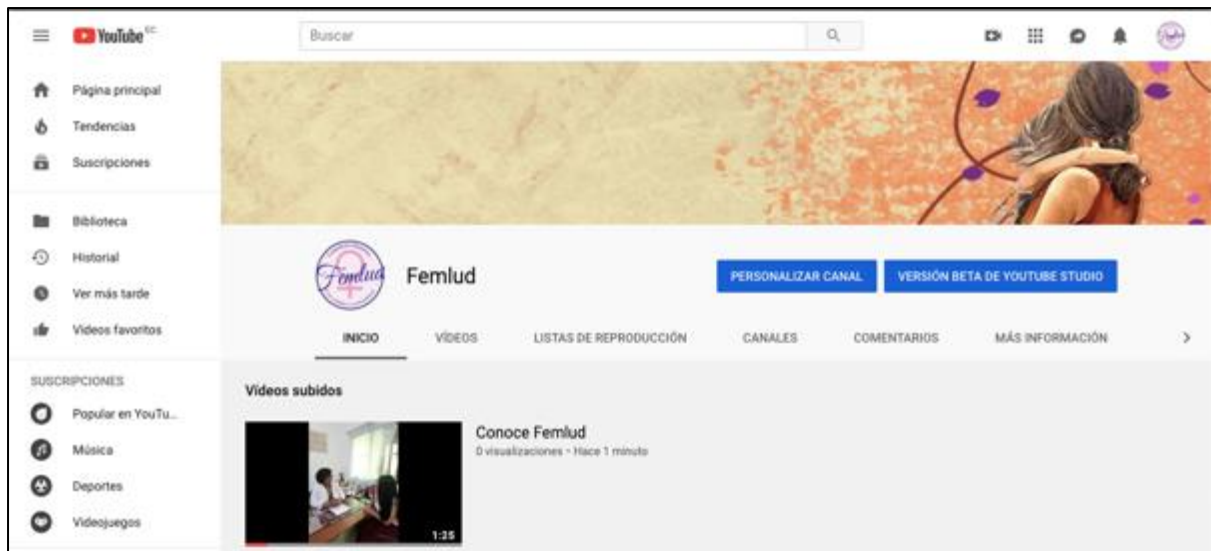 YouTube EC
Buscar
Página principal
Tendencias
Suscripciones
Biblioteca
Historial
Ver más tarde
Vídeos favoritos
SUSCRIPCIONES
Popular en YouTu...
Música
Deportes
Videojuegos
Femlud
Femlud
PERSONALIZAR CANAL
VERSIÓN BETA DE YOUTUBE STUDIO
INICIO
VÍDEOS
LISTAS DE REPRODUCCIÓN
CANALES
COMENTARIOS
MÁS INFORMACIÓN
Vídeos subidos
1:25
Conoce Femlud
0 visualizaciones • Hace 1 minuto